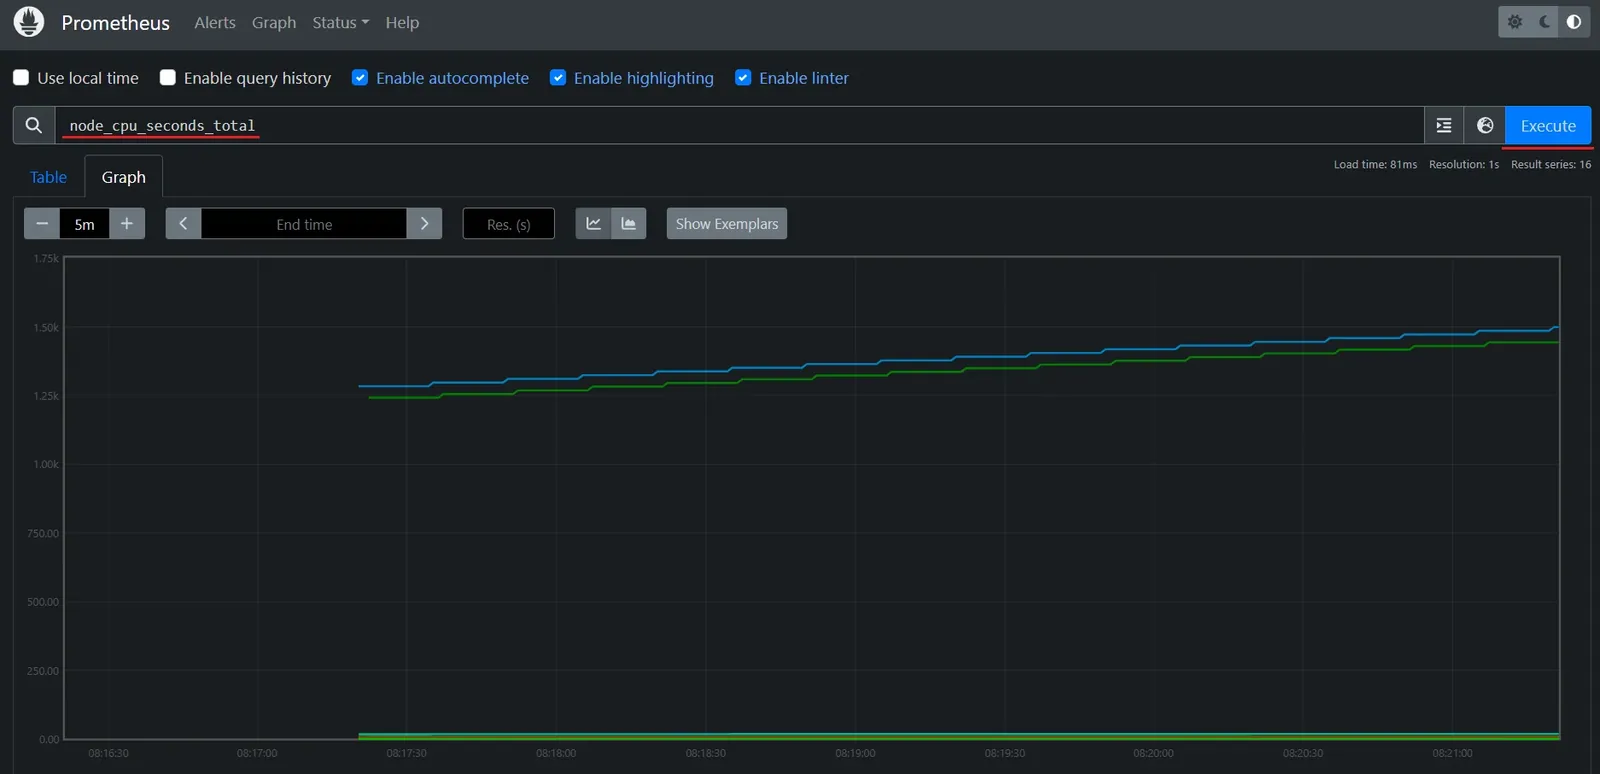 Prometheus Alerts Graph Status Help
Use local time Enable query history Enable autocomplete Enable highlighting Enable linter
node_cpu_seconds_total Execute
Load time: 81ms Resolution: 1s Result series: 16
Table Graph
5m End time Res. (s) Show Exemplars
1.75k
1.50k
1.25k
1.00k
750.00
500.00
250.00
0.00
08:16:30 08:17:00 08:17:30 08:18:00 08:18:30 08:19:00 08:19:30 08:20:00 08:20:30 08:21:00